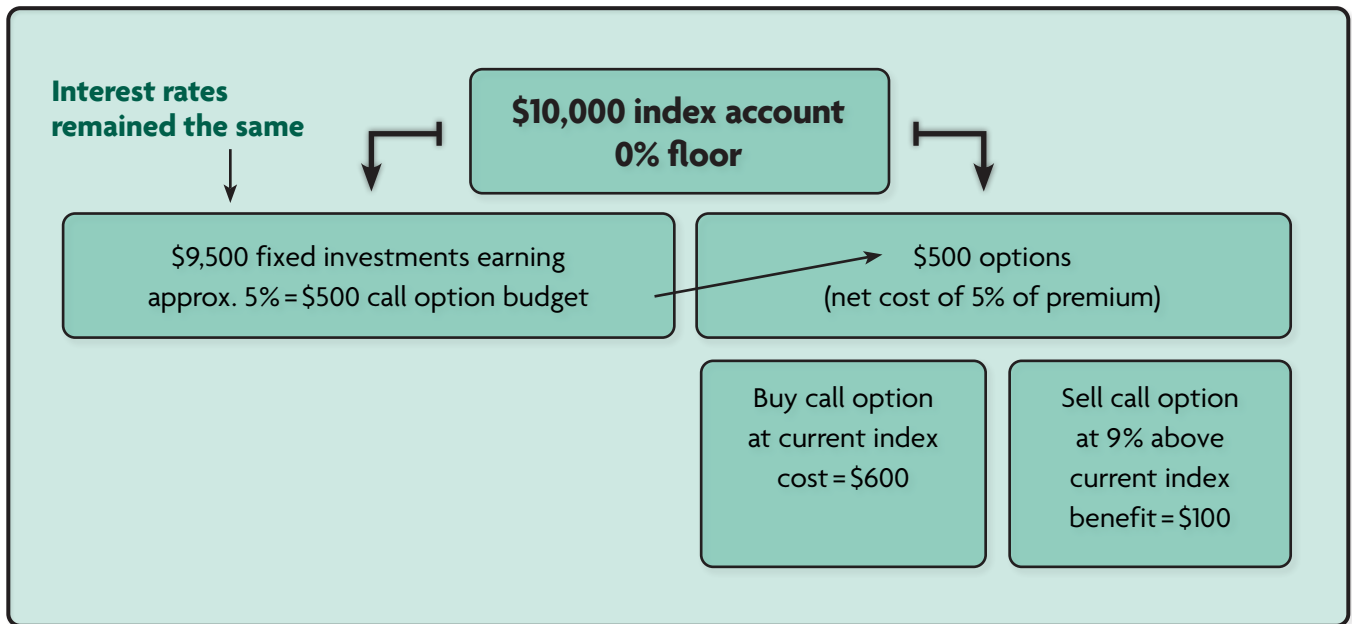 Interest rates
remained the same
$10,000 index account
0% floor
$9,500 fixed investments earning
approx. 5% = $500 call option budget
$500 options
(net cost of 5% of premium)
Buy call option
at current index
cost = $600
Sell call option
at 9% above
current index
benefit = $100